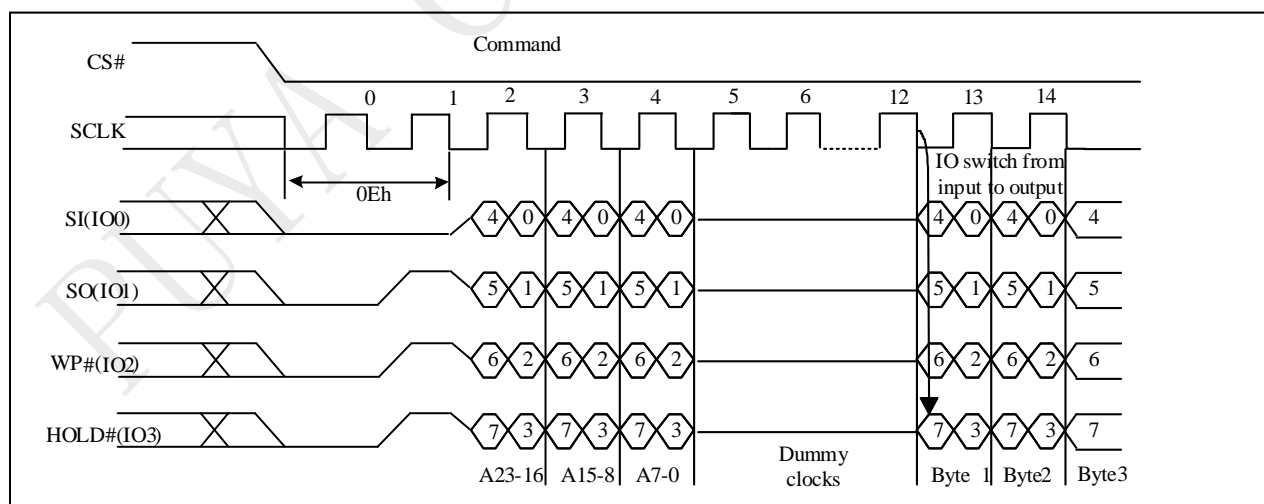 PUYA
Command
CS#
0 1 2 3 4 5 6 12 13 14
SCLK
IO switch from
input to output
0Eh
SI(IO0) 4 0 4 0 4 0 4 0 4 0 4
SO(IO1) 5 1 5 1 5 1 5 1 5 1 5
WP#(IO2) 6 2 6 2 6 2 6 2 6 2 6
HOLD#(IO3) 7 3 7 3 7 3 7 3 7 3 7
A23-16 A15-8 A7-0 Dummy
clocks
Byte 1 Byte2 Byte3